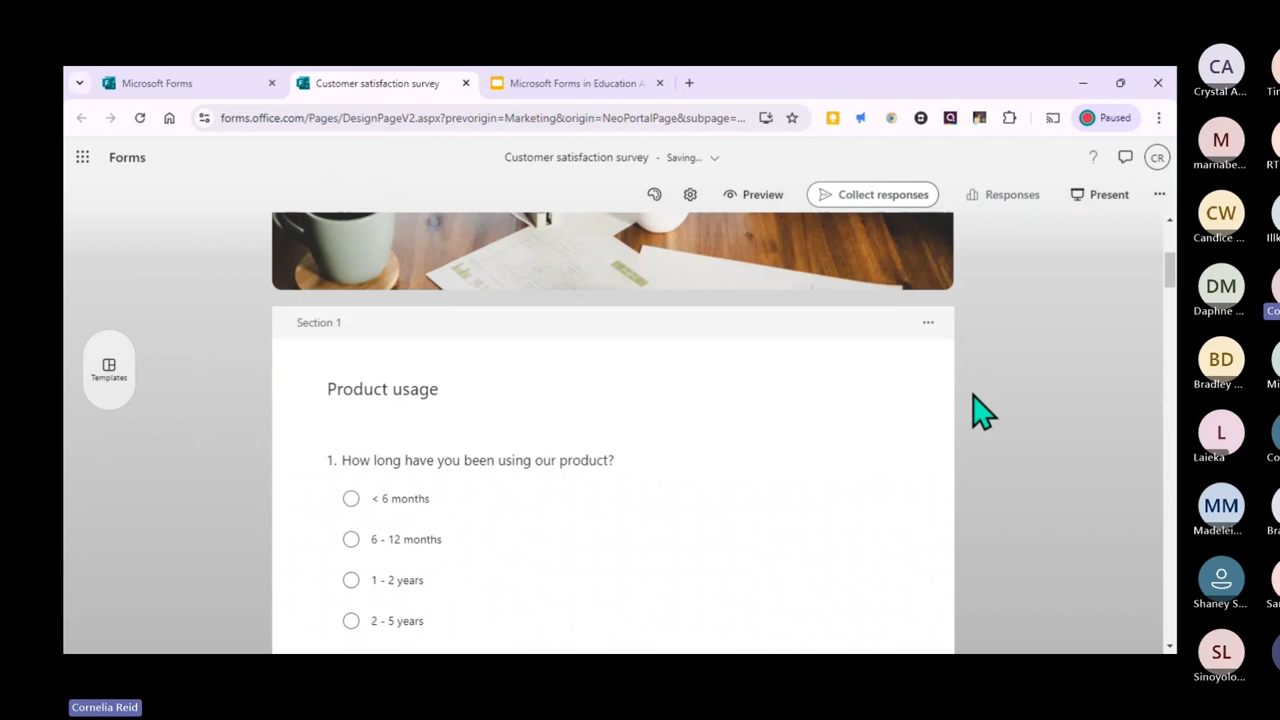 Microsoft Forms
Customer satisfaction survey
Microsoft Forms in Education A
forms.office.com/Pages/DesignPageV2.aspx?prevorigin=Marketing&origin=NeoPortalPage&subpage=...
Paused
Forms
Customer satisfaction survey - Saving...
? CR
Preview
Collect responses
Responses
Present
Templates
Section 1
Product usage
1. How long have you been using our product?
< 6 months
6 - 12 months
1 - 2 years
2 - 5 years
CA
Crystal A...
M
marnabe...
CW
Candice ...
DM
Daphne ...
BD
Bradley ...
L
Laieka
MM
Madelei...
Shaney S...
SL
Sinoyolo...
Cornelia Reid